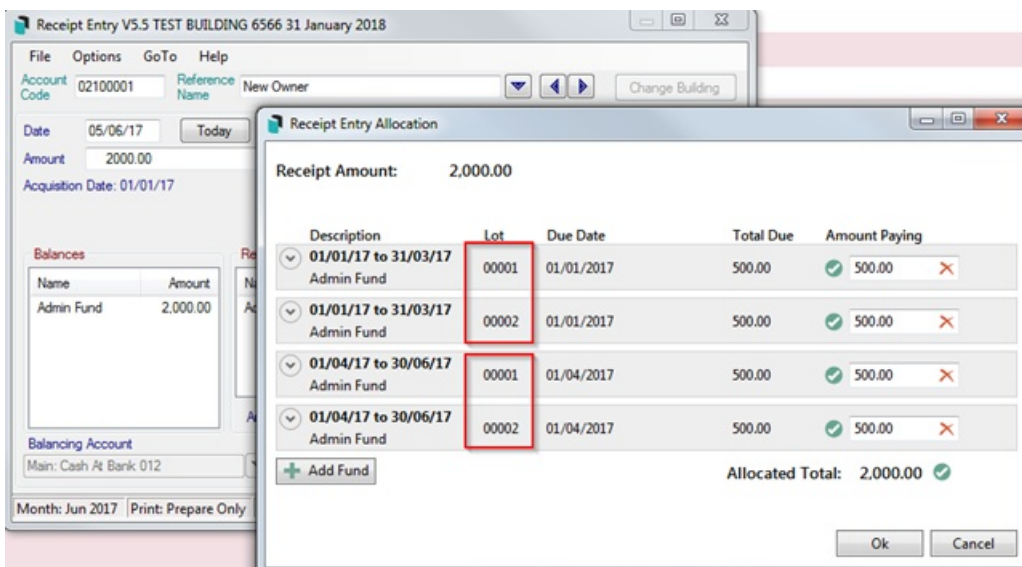 Receipt Entry V5.5 TEST BUILDING 6566 31 January 2018
File Options GoTo Help
Account Code 02100001 Reference Name New Owner Change Building
Date 05/06/17 Today
Amount 2000.00
Acquisition Date: 01/01/17
Balances
Name Amount
Admin Fund 2,000.00
Balancing Account
Main: Cash At Bank 012
Month: Jun 2017 Print: Prepare Only
Receipt Entry Allocation
Receipt Amount: 2,000.00
Description Lot Due Date Total Due Amount Paying
01/01/17 to 31/03/17
Admin Fund 00001 01/01/2017 500.00 500.00
01/01/17 to 31/03/17
Admin Fund 00002 01/01/2017 500.00 500.00
01/04/17 to 30/06/17
Admin Fund 00001 01/04/2017 500.00 500.00
01/04/17 to 30/06/17
Admin Fund 00002 01/04/2017 500.00 500.00
Add Fund Allocated Total: 2,000.00
Ok Cancel